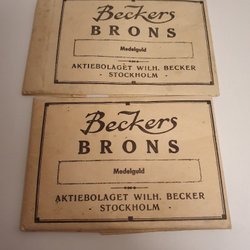 Beckers
BRONS
Medelguld
AKTIEBOLAGET WILH. BECKER
STOCKHOLM
Beckers
BRONS
Medelguld
AKTIEBOLAGET WILH. BECKER
- STOCKHOLM -